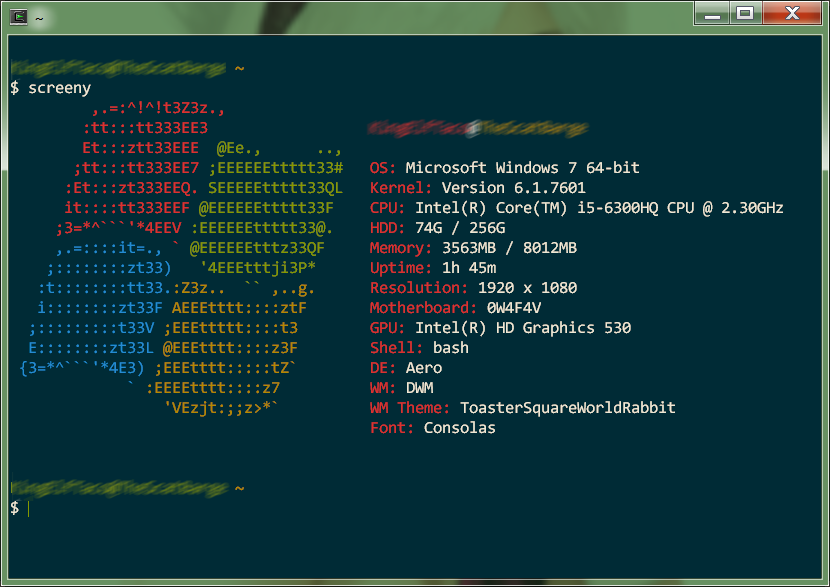 ~
~
$ screeny
,.=:^!^!t3Z3z.,
:tt:::tt333EE3
Et:::ztt33EEE  @Ee.,      ..,
;tt:::tt333EE7 ;EEEEEEttttt33#   OS: Microsoft Windows 7 64-bit
:Et:::zt333EEQ. SEEEEEttttt33QL   Kernel: Version 6.1.7601
it::::tt333EEF @EEEEEEttttt33F    CPU: Intel(R) Core(TM) i5-6300HQ CPU @ 2.30GHz
;3=*^```'*4EEV :EEEEEEttttt33@.    HDD: 74G / 256G
,.=::::it=., ` @EEEEEEtttz33QF     Memory: 3563MB / 8012MB
;::::::::zt33)   '4EEEtttji3P*      Uptime: 1h 45m
:t::::::::tt33.:Z3z..  `` ,..g.      Resolution: 1920 x 1080
i::::::::zt33F AEEEtttt::::ztF       Motherboard: 0W4F4V
;:::::::::t33V ;EEEttttt::::t3        GPU: Intel(R) HD Graphics 530
E::::::::zt33L @EEEtttt::::z3F        Shell: bash
{3=*^```'*4E3) ;EEEtttt:::::tZ`        DE: Aero
` :EEEEtttt::::z7          WM: DWM
'VEzjt:;;z>*`          WM Theme: ToasterSquareWorldRabbit
Font: Consolas
~
$